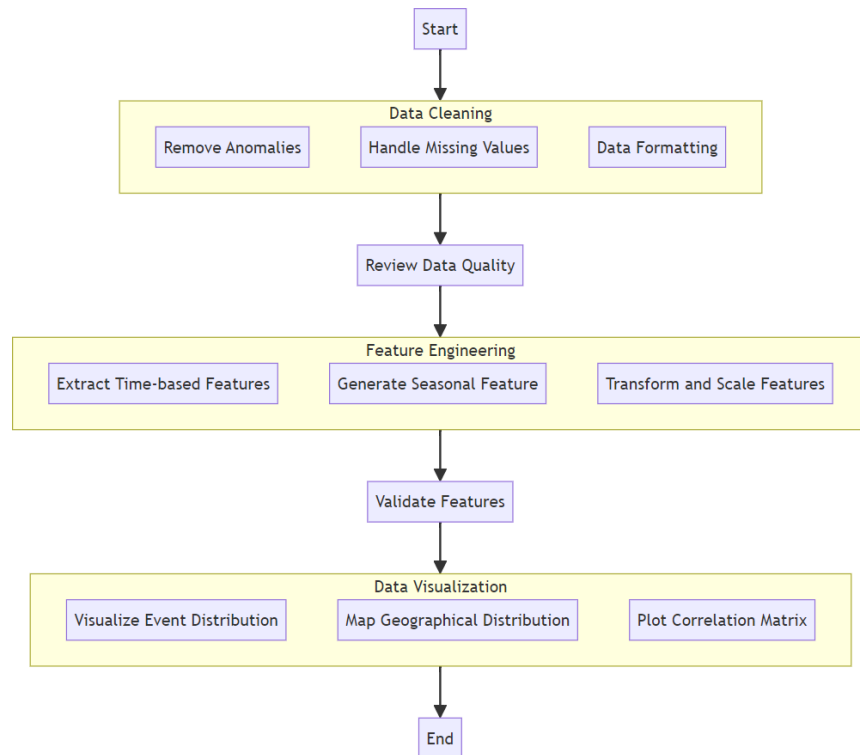 Start
Data Cleaning
Remove Anomalies
Handle Missing Values
Data Formatting
Review Data Quality
Feature Engineering
Extract Time-based Features
Generate Seasonal Feature
Transform and Scale Features
Validate Features
Data Visualization
Visualize Event Distribution
Map Geographical Distribution
Plot Correlation Matrix
End